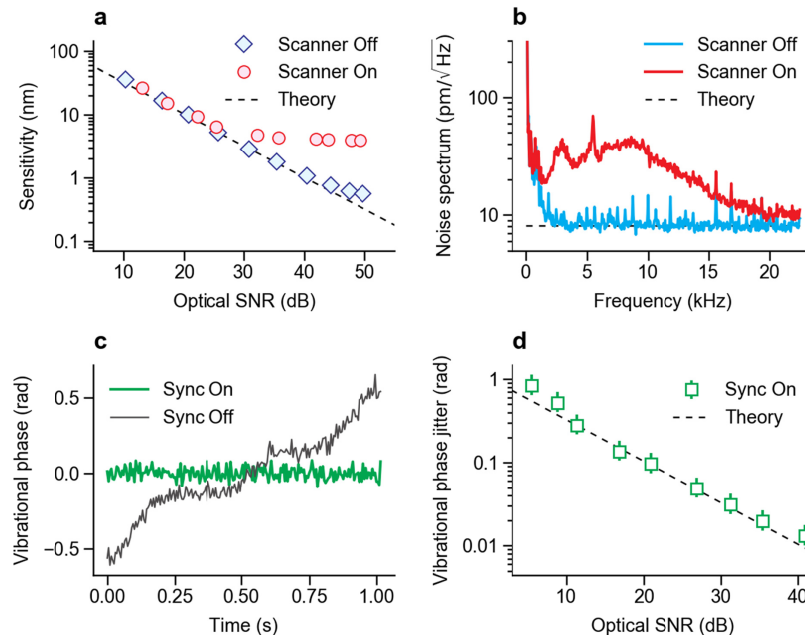 a
Sensitivity (nm)
100
10
1
0.1
Scanner Off
Scanner On
Theory
10 20 30 40 50
Optical SNR (dB)
b
Noise spectrum (pm/√Hz)
100
10
Scanner Off
Scanner On
Theory
0 5 10 15 20
Frequency (kHz)
c
Vibrational phase (rad)
0.5
0.0
−0.5
Sync On
Sync Off
0.00 0.25 0.50 0.75 1.00
Time (s)
d
Vibrational phase jitter (rad)
1
0.1
0.01
Sync On
Theory
10 20 30 40
Optical SNR (dB)